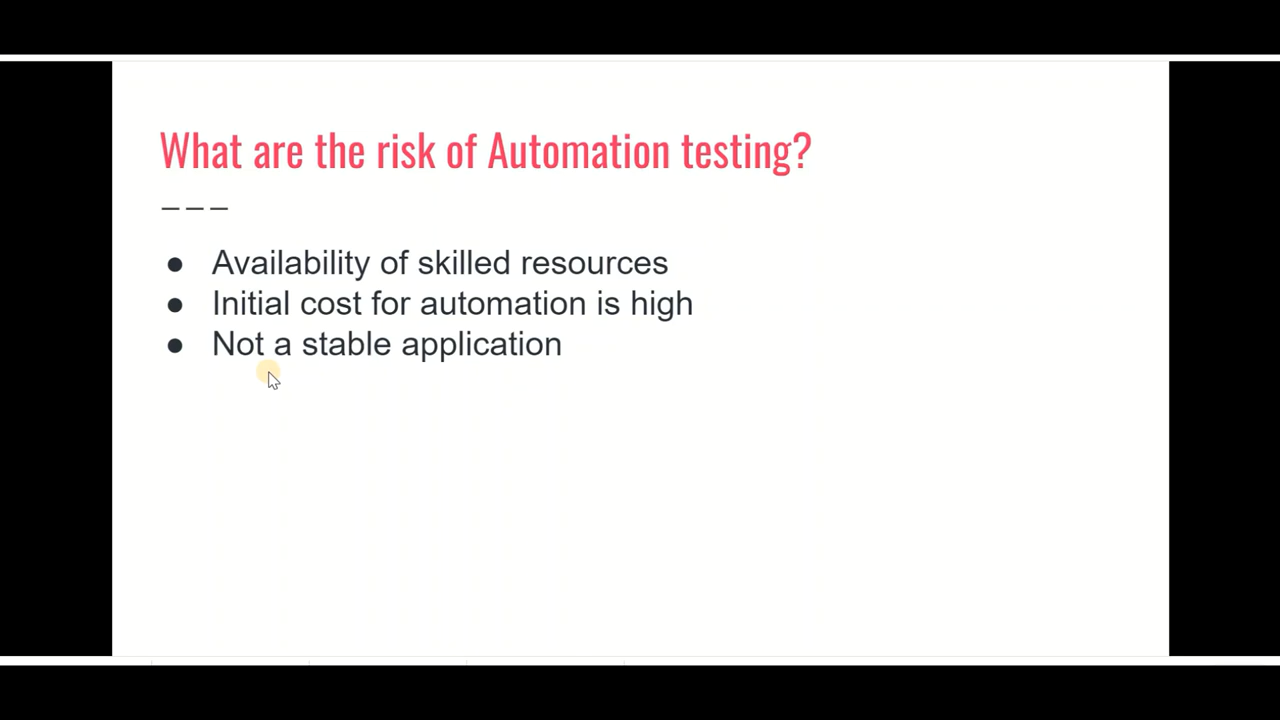 What are the risk of Automation testing?
● Availability of skilled resources
● Initial cost for automation is high
● Not a stable application